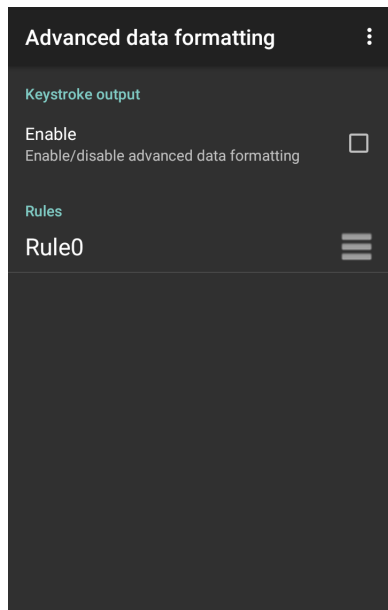 Advanced data formatting
Keystroke output
Enable
Enable/disable advanced data formatting
Rules
Rule0